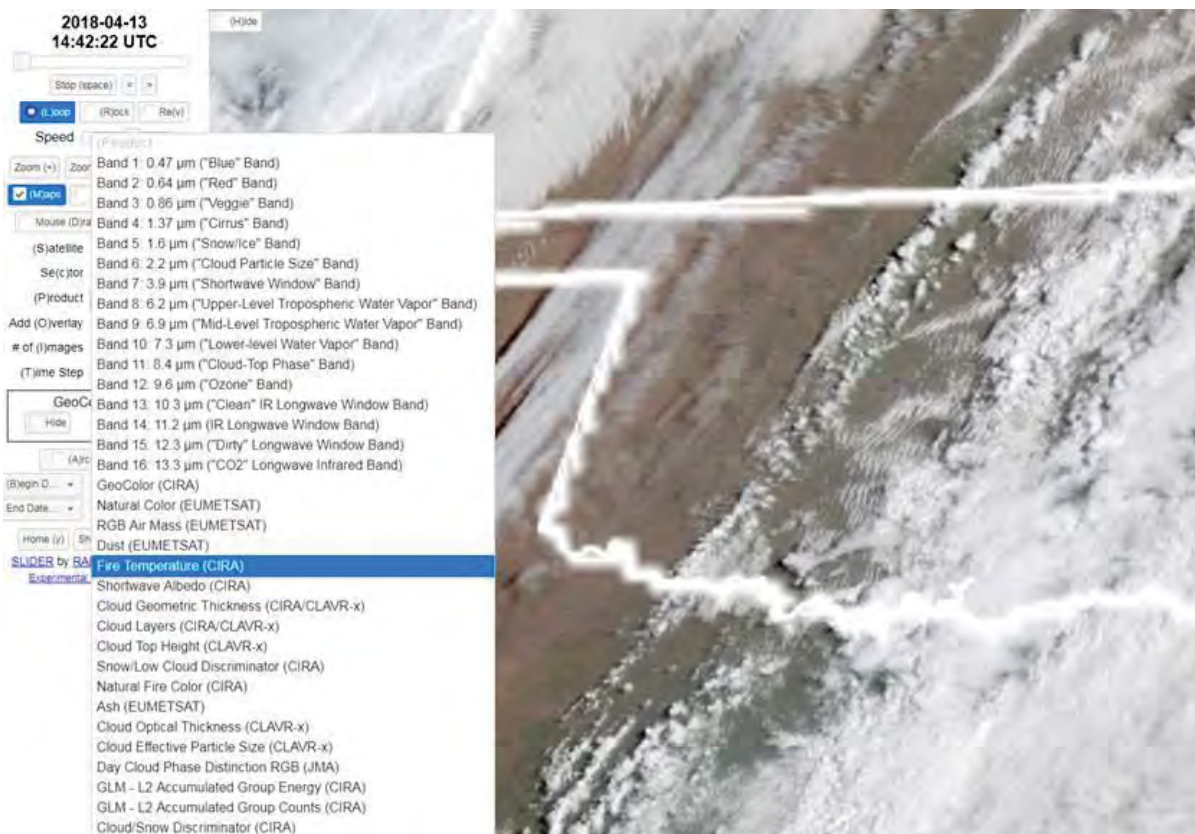 2018-04-13
14:42:22 UTC
(H)ide
Stop (space) < >
(L)oop (R)ock Re(v)
Speed
(P)roduct
Zoom (+) Zoo
Band 1: 0.47 µm ("Blue" Band)
Band 2: 0.64 µm ("Red" Band)
(M)aps
Band 3: 0.86 µm ("Veggie" Band)
Mouse (D)ra
Band 4: 1.37 µm ("Cirrus" Band)
(S)atellite
Band 5: 1.6 µm ("Snow/Ice" Band)
Se(c)tor
Band 6: 2.2 µm ("Cloud Particle Size" Band)
Band 7: 3.9 µm ("Shortwave Window" Band)
(P)roduct
Band 8: 6.2 µm ("Upper-Level Tropospheric Water Vapor" Band)
Add (O)verlay
Band 9: 6.9 µm ("Mid-Level Tropospheric Water Vapor" Band)
# of (I)mages
Band 10: 7.3 µm ("Lower-level Water Vapor" Band)
(T)ime Step
Band 11: 8.4 µm ("Cloud-Top Phase" Band)
Band 12: 9.6 µm ("Ozone" Band)
GeoCo
Band 13: 10.3 µm ("Clean" IR Longwave Window Band)
Hide
Band 14: 11.2 µm (IR Longwave Window Band)
Band 15: 12.3 µm ("Dirty" Longwave Window Band)
(A)rc
Band 16: 13.3 µm ("CO2" Longwave Infrared Band)
(B)egin D...
GeoColor (CIRA)
Natural Color (EUMETSAT)
End Date...
RGB Air Mass (EUMETSAT)
Home (y) Sh
Dust (EUMETSAT)
SLIDER by RA
Fire Temperature (CIRA)
Experimental
Shortwave Albedo (CIRA)
Cloud Geometric Thickness (CIRA/CLAVR-x)
Cloud Layers (CIRA/CLAVR-x)
Cloud Top Height (CLAVR-x)
Snow/Low Cloud Discriminator (CIRA)
Natural Fire Color (CIRA)
Ash (EUMETSAT)
Cloud Optical Thickness (CLAVR-x)
Cloud Effective Particle Size (CLAVR-x)
Day Cloud Phase Distinction RGB (JMA)
GLM - L2 Accumulated Group Energy (CIRA)
GLM - L2 Accumulated Group Counts (CIRA)
Cloud/Snow Discriminator (CIRA)